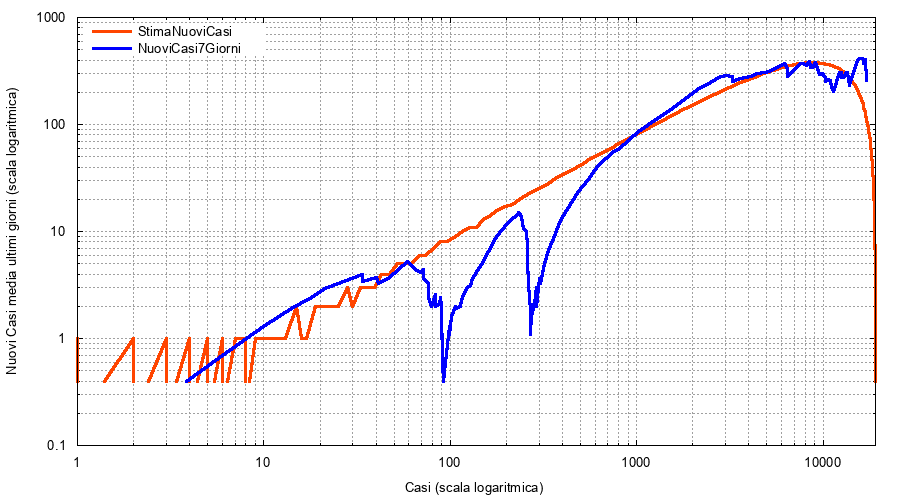 1000
StimaNuoviCasi
NuoviCasi7Giorni
100
10
1
0.1
Nuovi Casi media ultimi giorni (scala logaritmica)
1 10 100 1000 10000
Casi (scala logaritmica)